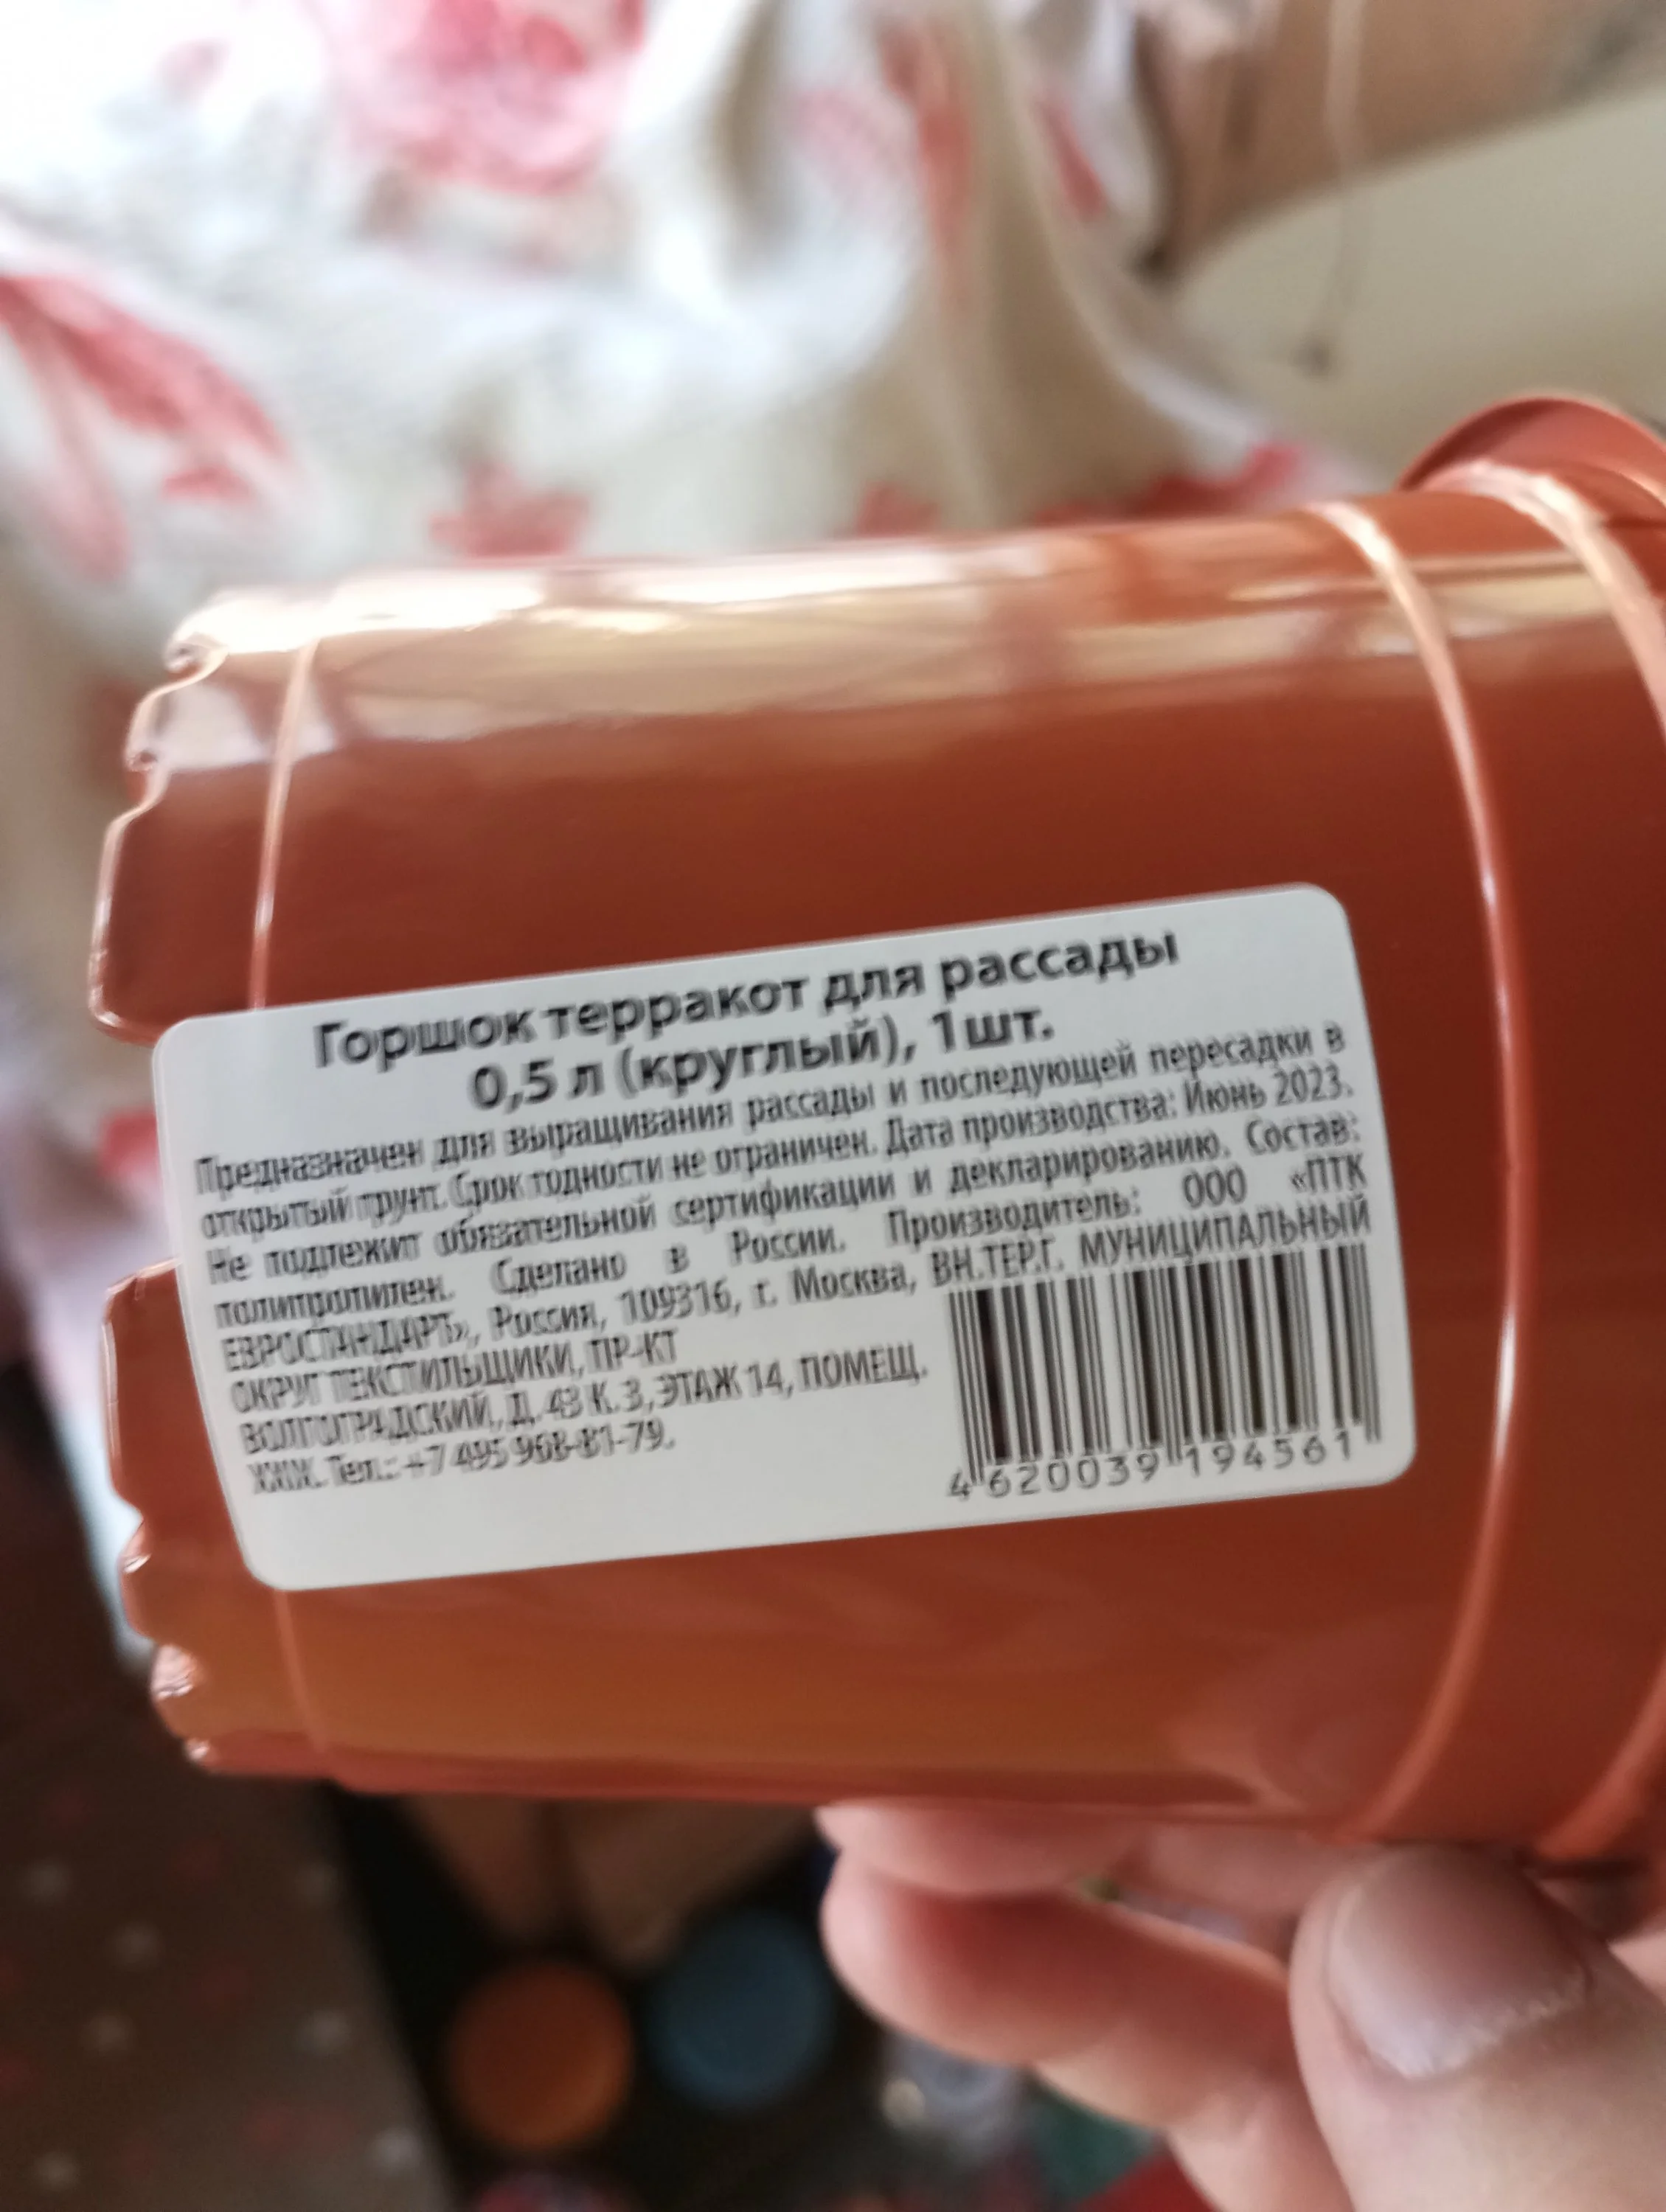 Горшок терракот для рассады
0,5 л (круглый), 1шт.
Предназначен для выращивания рассады и последующей пересадки в
открытый грунт. Срок годности не ограничен. Дата производства: Июнь 2023.
Не подлежит обязательной сертификации и декларированию. Состав:
полипропилен. Сделано в России. Производитель: ООО «ПТК
ЕВРОСТАНДАРТ», Россия, 109316, г. Москва, ВН.ТЕР.Г. МУНИЦИПАЛЬНЫЙ
ОКРУГ ТЕКСТИЛЬЩИКИ, ПР-КТ
ВОЛГОГРАДСКИЙ, Д. 43 К. 3, ЭТАЖ 14, ПОМЕЩ.
XXIX. Тел.: +7 495 968-81-79.
4 620039 194561